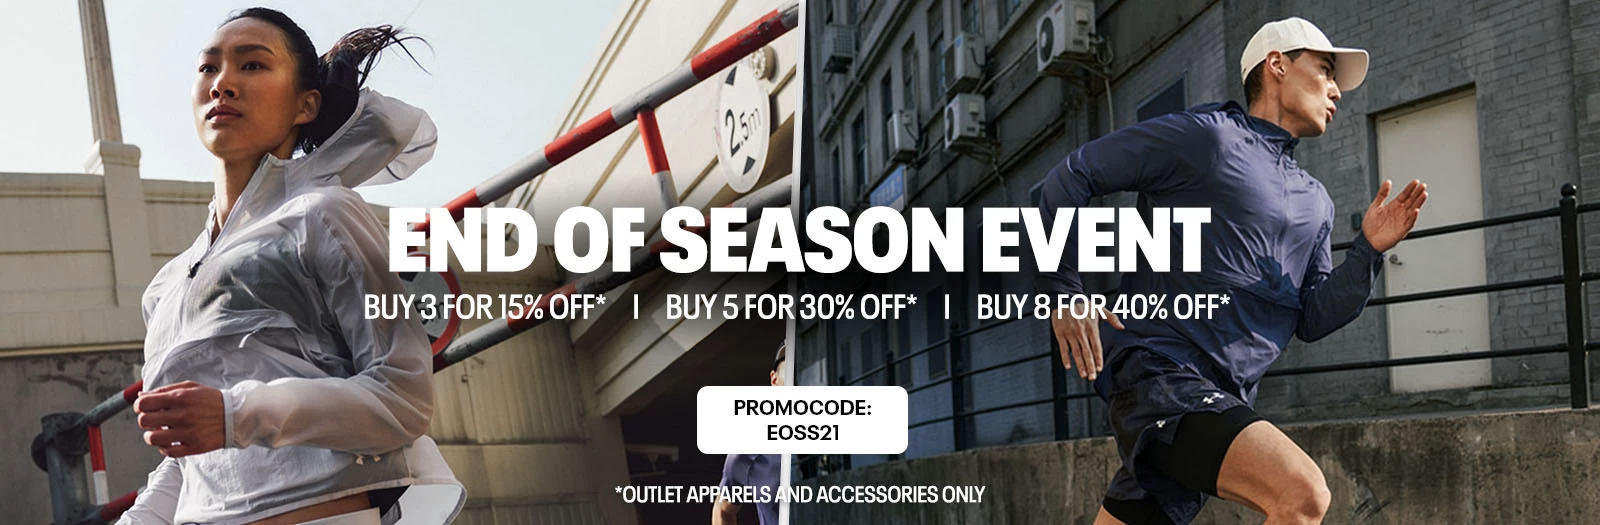 2.5m
END OF SEASON EVENT
BUY 3 FOR 15% OFF* | BUY 5 FOR 30% OFF* | BUY 8 FOR 40% OFF*
PROMOCODE:
EOSS21
*OUTLET APPARELS AND ACCESSORIES ONLY